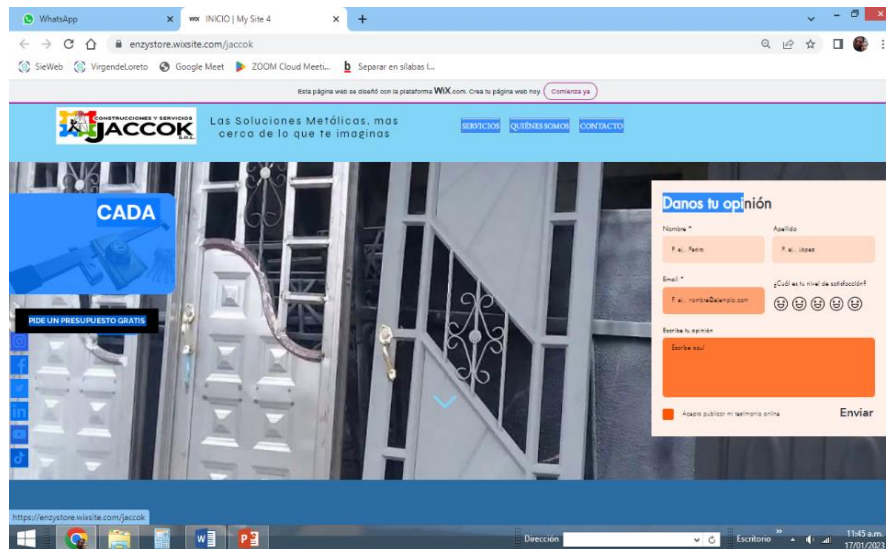 WhatsApp
WiX INICIO | My Site 4
enzystore.wixsite.com/jaccok
SieWeb
VirgendeLoreto
Google Meet
ZOOM Cloud Meeti...
Separar en sílabas l...
Esta página web se diseñó con la plataforma WiX.com. Crea tu página web hoy. Comienza ya
CONSTRUCCIONES Y SERVICIOS
JACCOK
S.R.L.
Las Soluciones Metálicas, mas
cerca de lo que te imaginas
SERVICIOS
QUIÉNES SOMOS
CONTACTO
CADA
PIDE UN PRESUPUESTO GRATIS
Danos tu opinión
Nombre *
Apellido
P. ej., Pedro
P. ej., López
Email *
¿Cuál es tu nivel de satisfacción?
P. ej., nombre@ejemplo.com
Escribe tu opinión
Escribe aquí
Acepto publicar mi testimonio online
Enviar
https://enzystore.wixsite.com/jaccok
Dirección
Escritorio
11:45 a.m.
17/01/2023